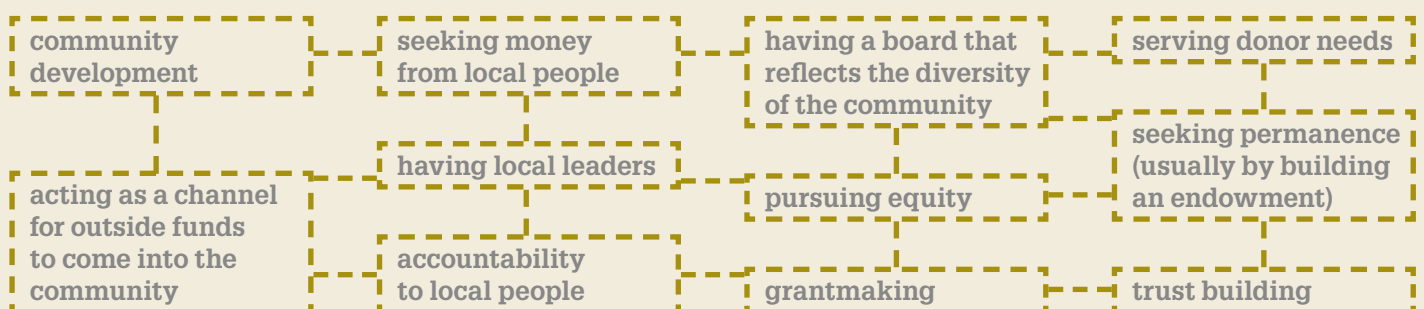 community
development
seeking money
from local people
having a board that
reflects the diversity
of the community
serving donor needs
having local leaders
seeking permanence
(usually by building
an endowment)
acting as a channel
for outside funds
to come into the
community
pursuing equity
accountability
to local people
grantmaking
trust building